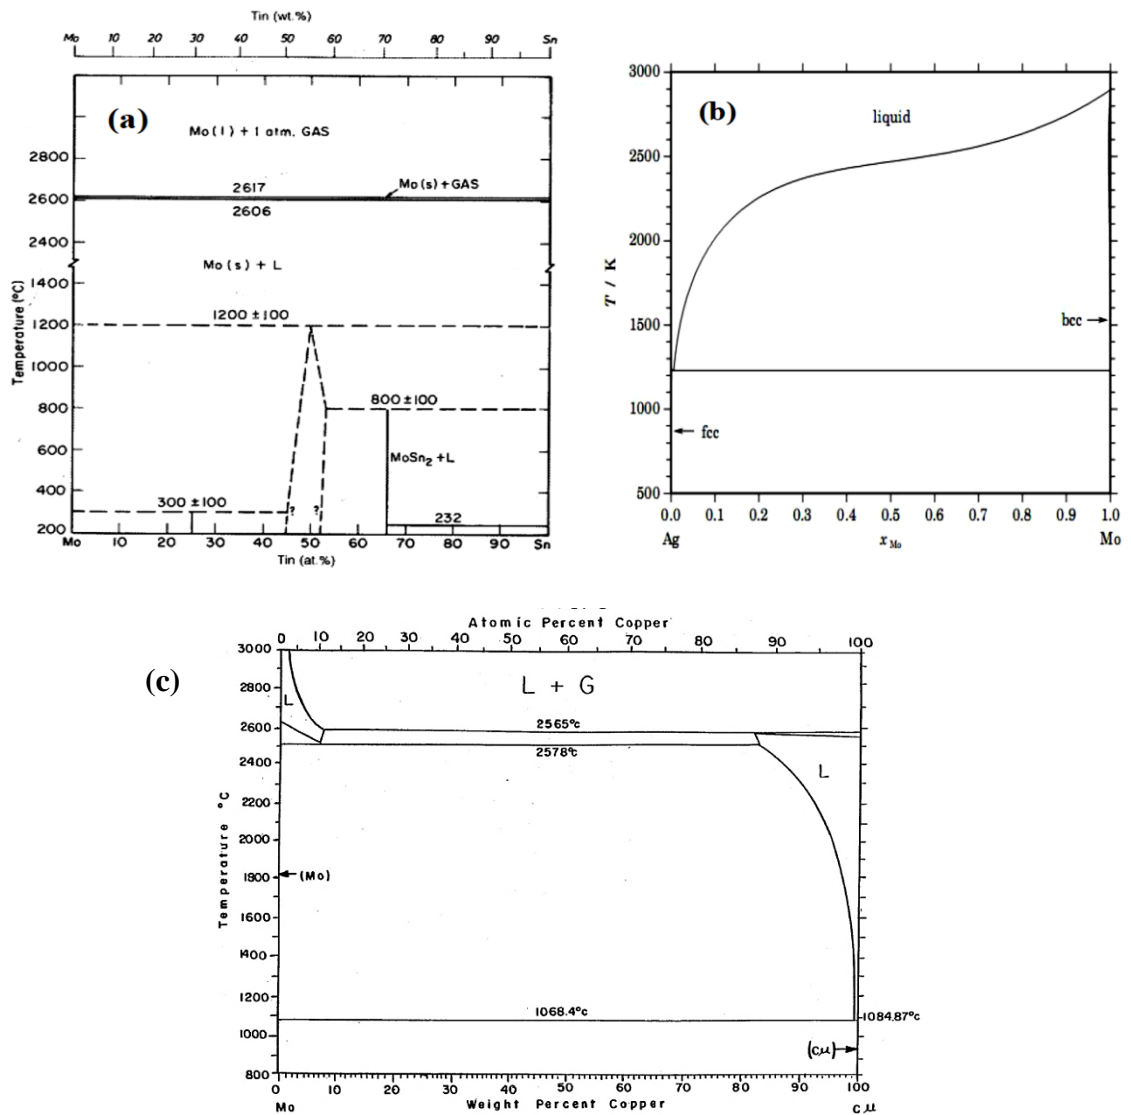 Tin (wt.%)
Mo 10 20 30 40 50 60 70 80 90 Sn
(a)
Mo(l) + 1 atm. GAS
2800
2617
Mo(s)+GAS
2600
2606
2400
Mo(s) + L
1400
1200 ±100
1200
1000
Temperature (°C)
800
800±100
600
MoSn2 +L
400
300 ±100
? ?
232
200
Mo 10 20 30 40 50 60 70 80 90 Sn
Tin (at.%)
3000
(b)
liquid
2500
2000
T / K
1500
bcc
1000
fcc
500
0.0 0.1 0.2 0.3 0.4 0.5 0.6 0.7 0.8 0.9 1.0
Ag xMo Mo
(c)
Atomic Percent Copper
0 10 20 30 40 50 60 70 80 90 100
3000
L + G
2800
L
2600
2565°c
2578°c
2400
L
2200
Temperature °C
2000
1800
(Mo)
1600
1400
1200
1068.4°c
1084.87°c
1000
(cμ)
800
0 10 20 30 40 50 60 70 80 90 100
Mo Weight Percent Copper cμ